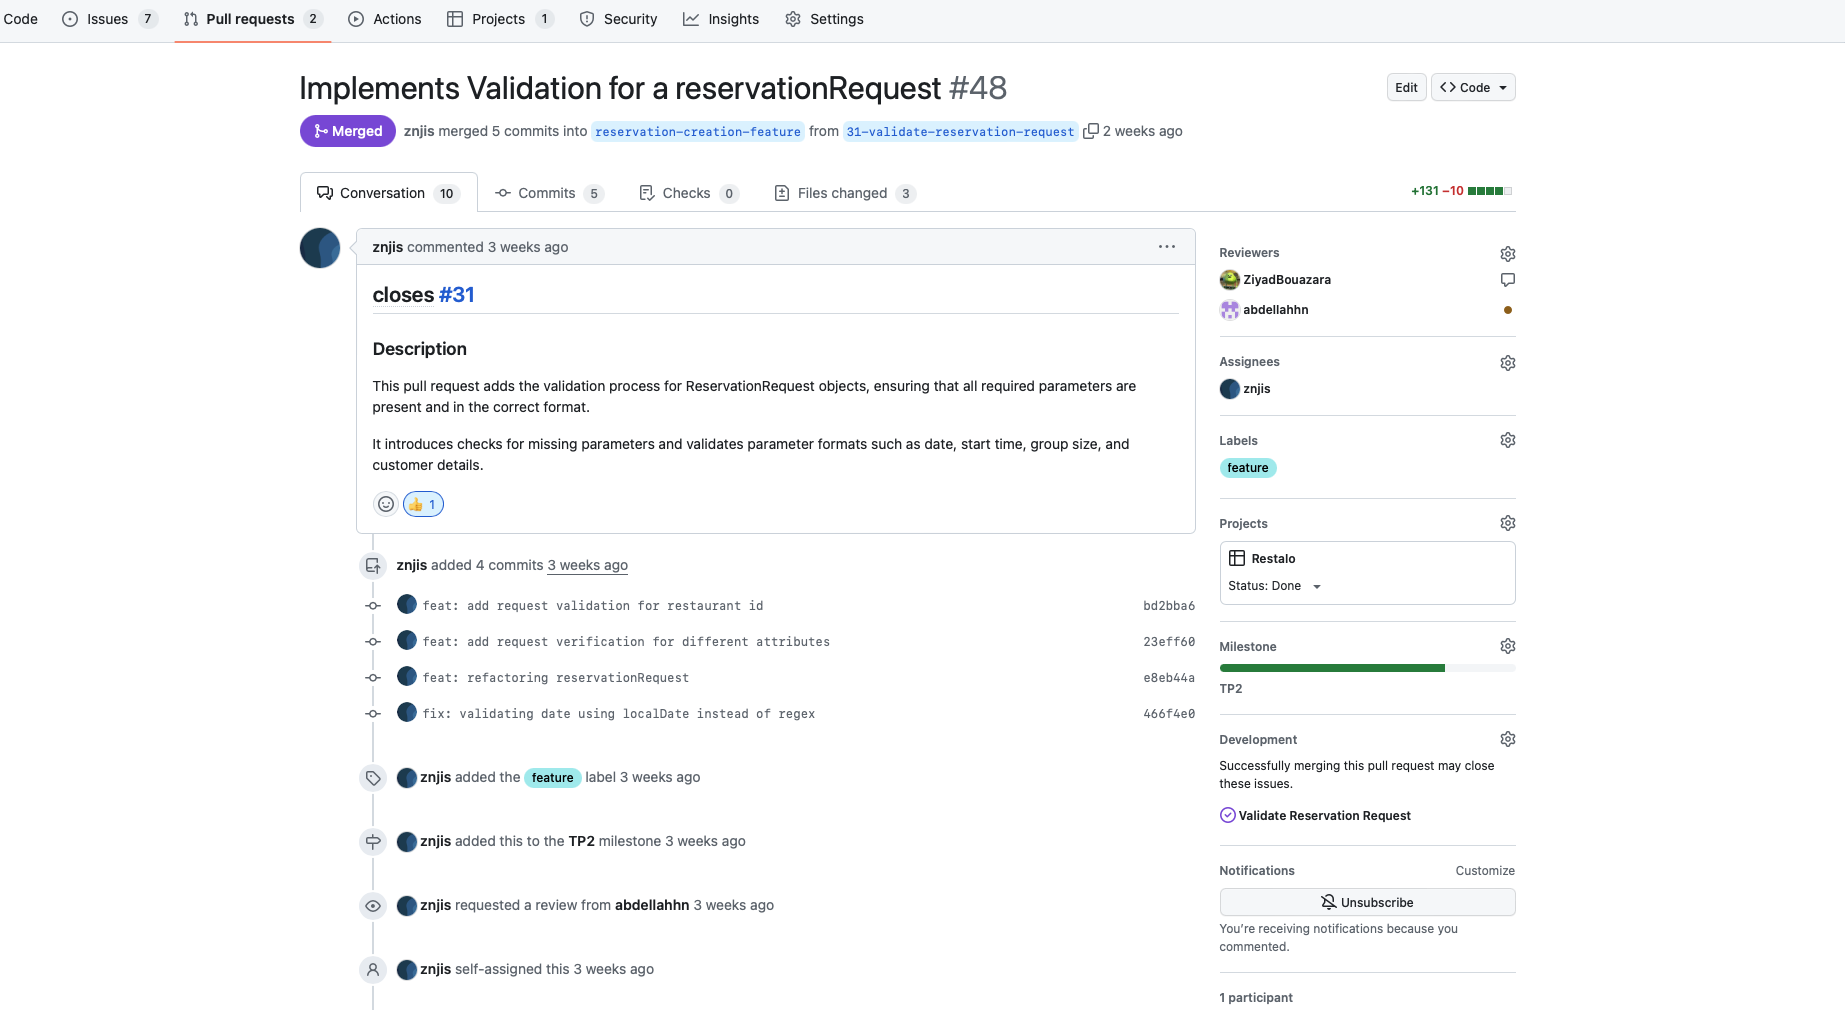 Code Issues 7 Pull requests 2 Actions Projects 1 Security Insights Settings
Implements Validation for a reservationRequest #48
Edit Code
Merged znjis merged 5 commits into reservation-creation-feature from 31-validate-reservation-request 2 weeks ago
Conversation 10 Commits 5 Checks 0 Files changed 3
+131 −10
znjis commented 3 weeks ago
closes #31
Description
This pull request adds the validation process for ReservationRequest objects, ensuring that all required parameters are
present and in the correct format.
It introduces checks for missing parameters and validates parameter formats such as date, start time, group size, and
customer details.
1
znjis added 4 commits 3 weeks ago
feat: add request validation for restaurant id bd2bba6
feat: add request verification for different attributes 23eff60
feat: refactoring reservationRequest e8eb44a
fix: validating date using localDate instead of regex 466f4e0
znjis added the feature label 3 weeks ago
znjis added this to the TP2 milestone 3 weeks ago
znjis requested a review from abdellahhn 3 weeks ago
znjis self-assigned this 3 weeks ago
Reviewers
ZiyadBouazara
abdellahhn
Assignees
znjis
Labels
feature
Projects
Restalo
Status: Done
Milestone
TP2
Development
Successfully merging this pull request may close
these issues.
Validate Reservation Request
Notifications Customize
Unsubscribe
You're receiving notifications because you
commented.
1 participant